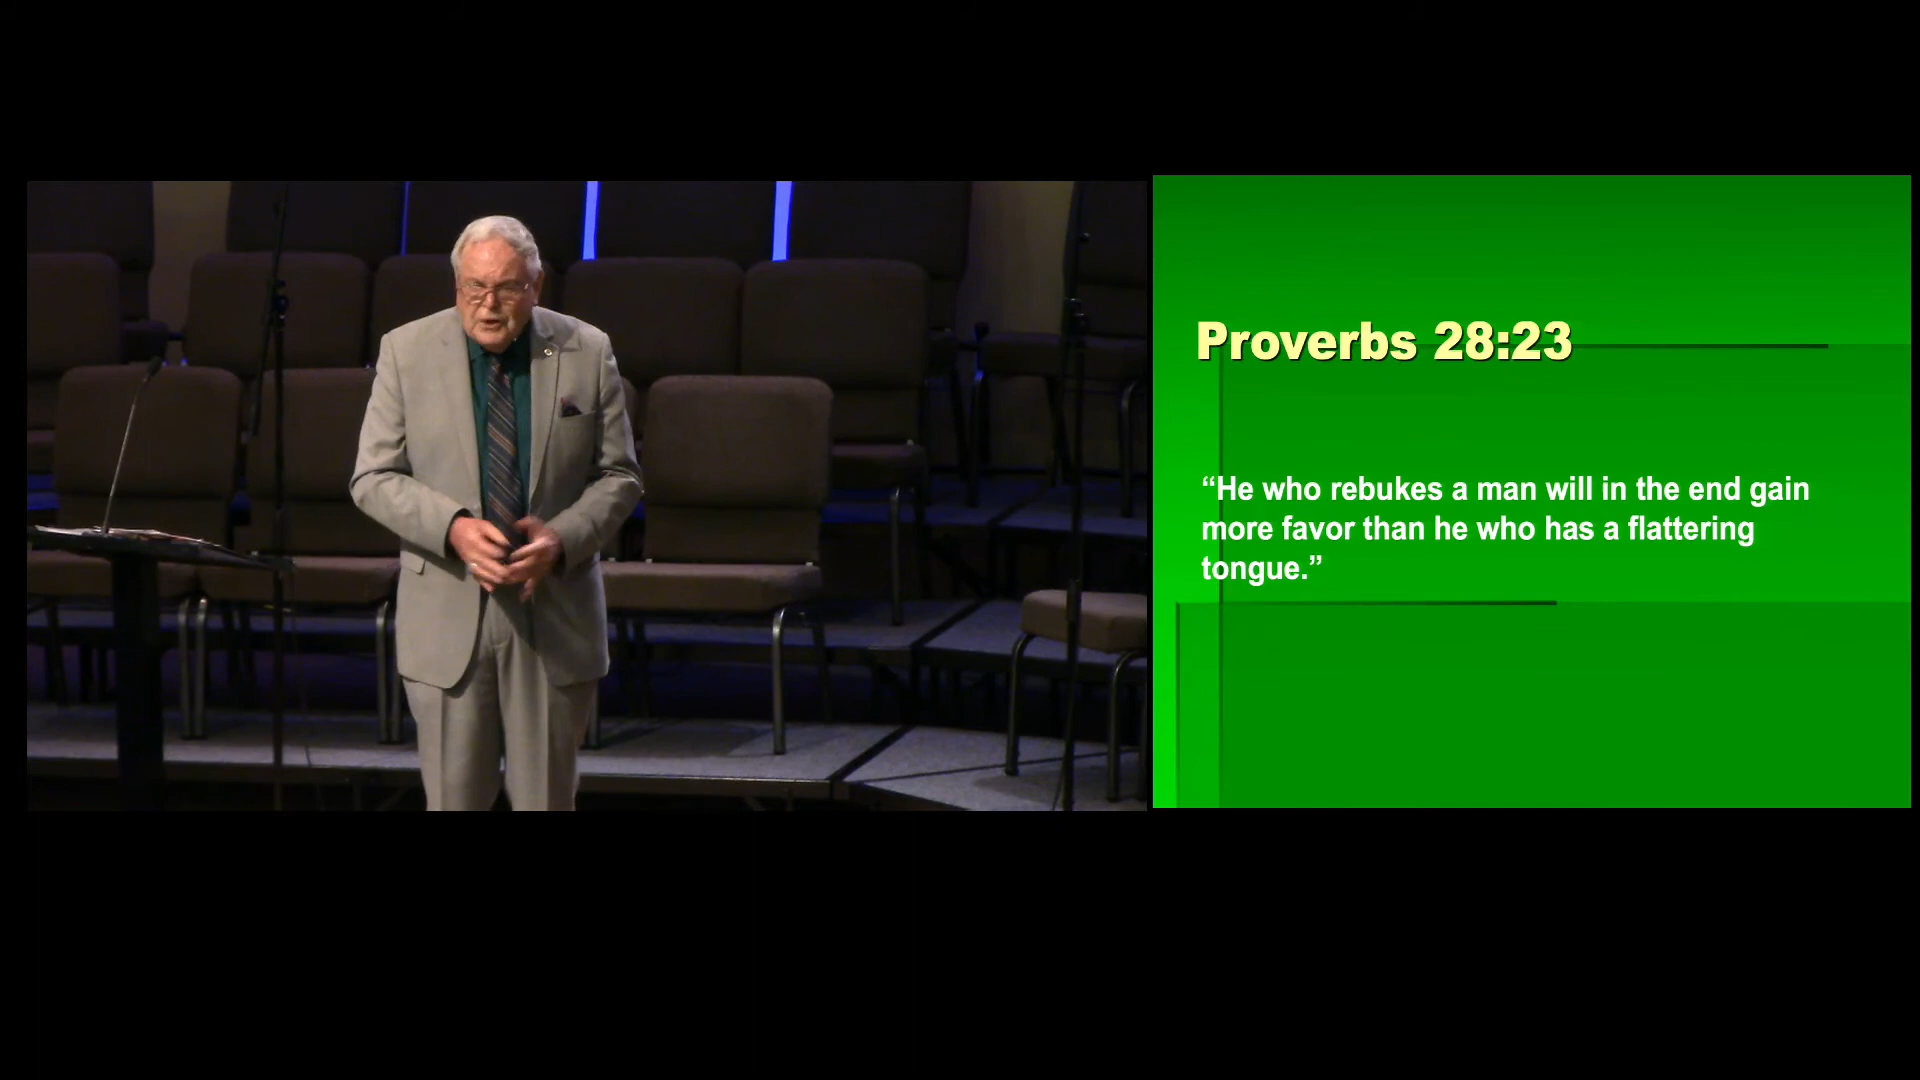 Proverbs 28:23
“He who rebukes a man will in the end gain
more favor than he who has a flattering
tongue.”